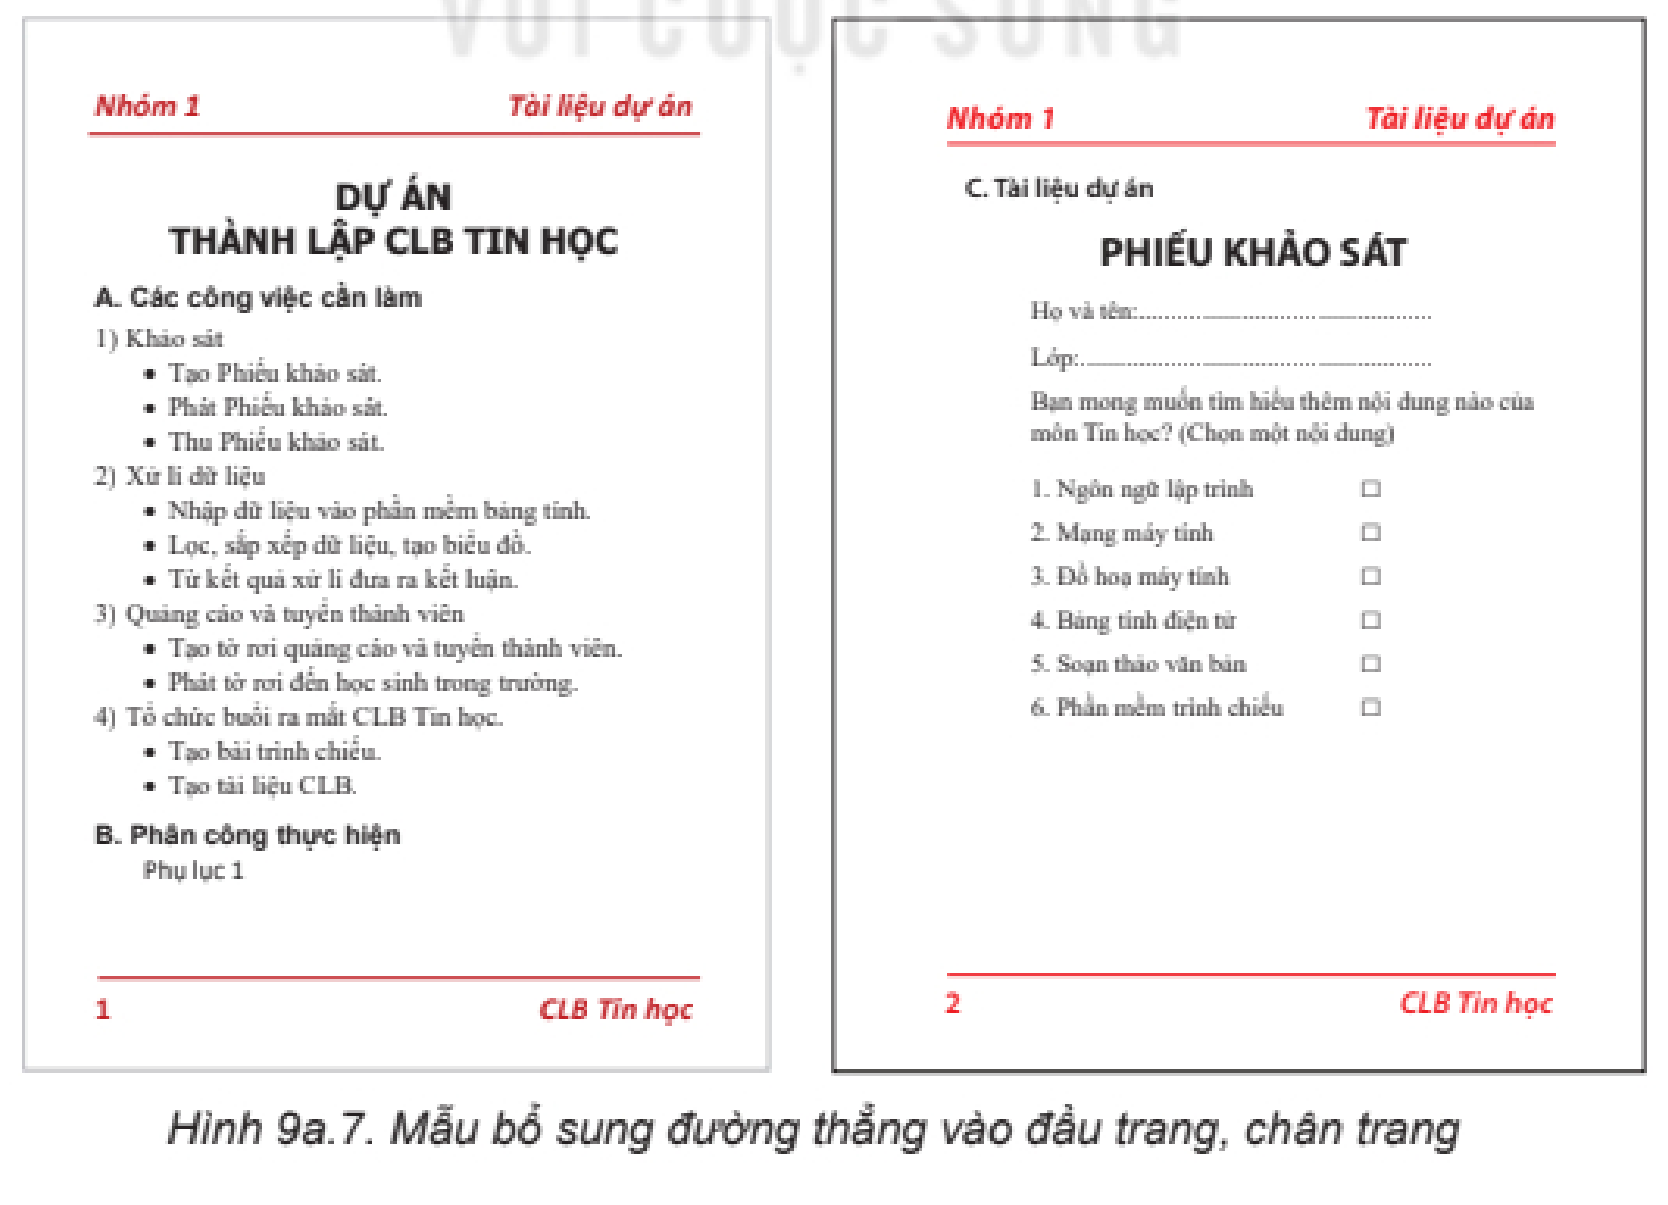 VỚI CUỘC SỐNG
Nhóm 1 Tài liệu dự án
DỰ ÁN
THÀNH LẬP CLB TIN HỌC
A. Các công việc cần làm
1) Khảo sát
• Tạo Phiếu khảo sát.
• Phát Phiếu khảo sát.
• Thu Phiếu khảo sát.
2) Xử lí dữ liệu
• Nhập dữ liệu vào phần mềm bảng tính.
• Lọc, sắp xếp dữ liệu, tạo biểu đồ.
• Từ kết quả xử lí đưa ra kết luận.
3) Quảng cáo và tuyển thành viên
• Tạo tờ rơi quảng cáo và tuyển thành viên.
• Phát tờ rơi đến học sinh trong trường.
4) Tổ chức buổi ra mắt CLB Tin học.
• Tạo bài trình chiếu.
• Tạo tài liệu CLB.
B. Phân công thực hiện
Phụ lục 1
1 CLB Tin học
Nhóm 1 Tài liệu dự án
C. Tài liệu dự án
PHIẾU KHẢO SÁT
Họ và tên:..............................................
Lớp:......................................................
Bạn mong muốn tìm hiểu thêm nội dung nào của
môn Tin học? (Chọn một nội dung)
1. Ngôn ngữ lập trình □
2. Mạng máy tính □
3. Đồ hoạ máy tính □
4. Bảng tính điện tử □
5. Soạn thảo văn bản □
6. Phần mềm trình chiếu □
2 CLB Tin học
Hình 9a.7. Mẫu bổ sung đường thẳng vào đầu trang, chân trang